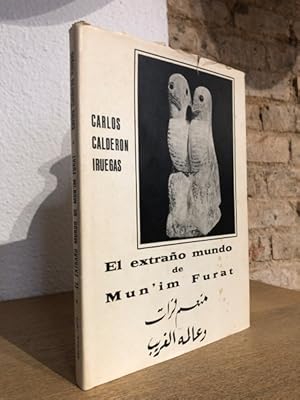 CARLOS
CALDERON
IRUEGAS
El extraño mundo
de
Mun'im Furat
منعم فرات
وعالمه الغريب